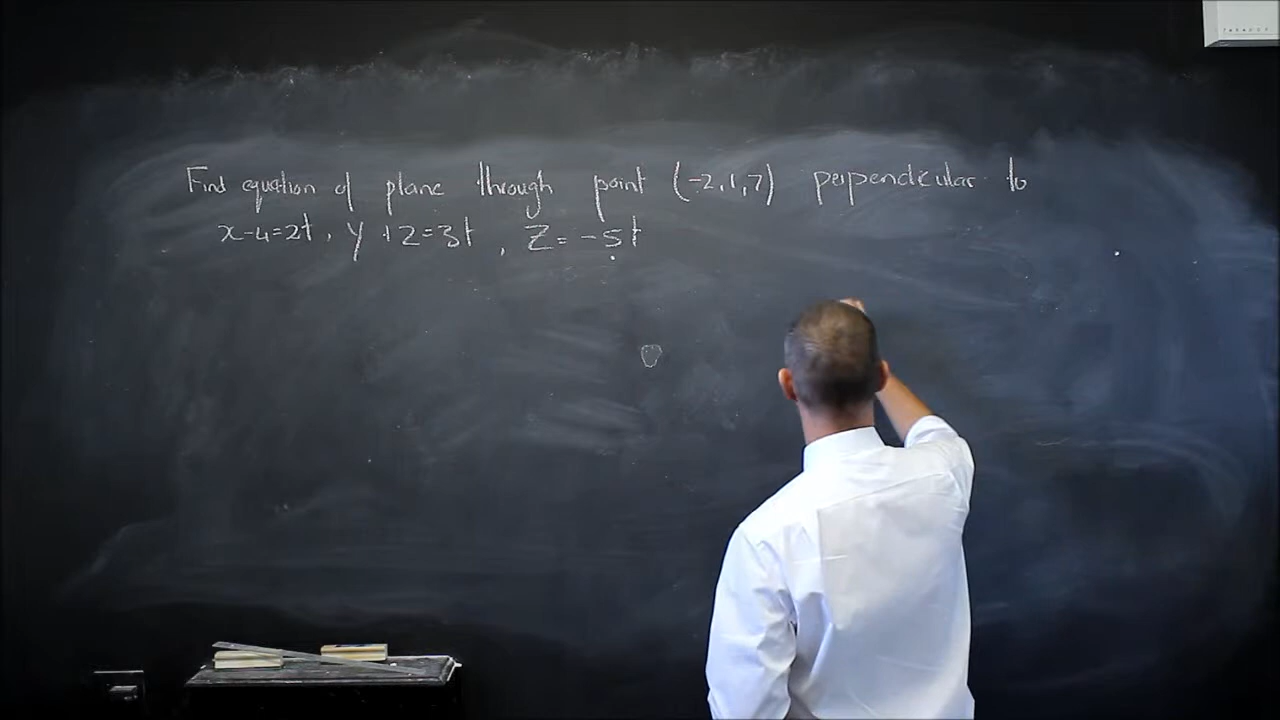 Find equation of plane through point (-2,1,7) perpendicular to
x-4=2t, y+2=3t, z=-5t